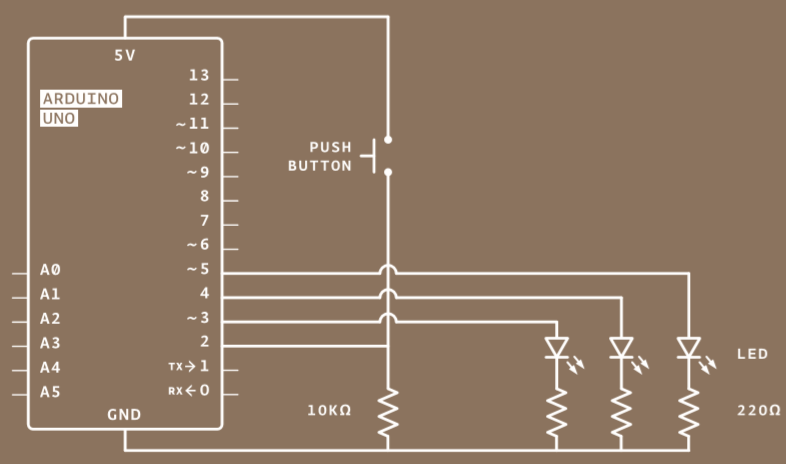 5V
ARDUINO
UNO
13
12
~11
~10
~9
8
7
~6
~5
4
~3
2
TX→1
RX←0
A0
A1
A2
A3
A4
A5
GND
PUSH
BUTTON
10KΩ
LED
220Ω